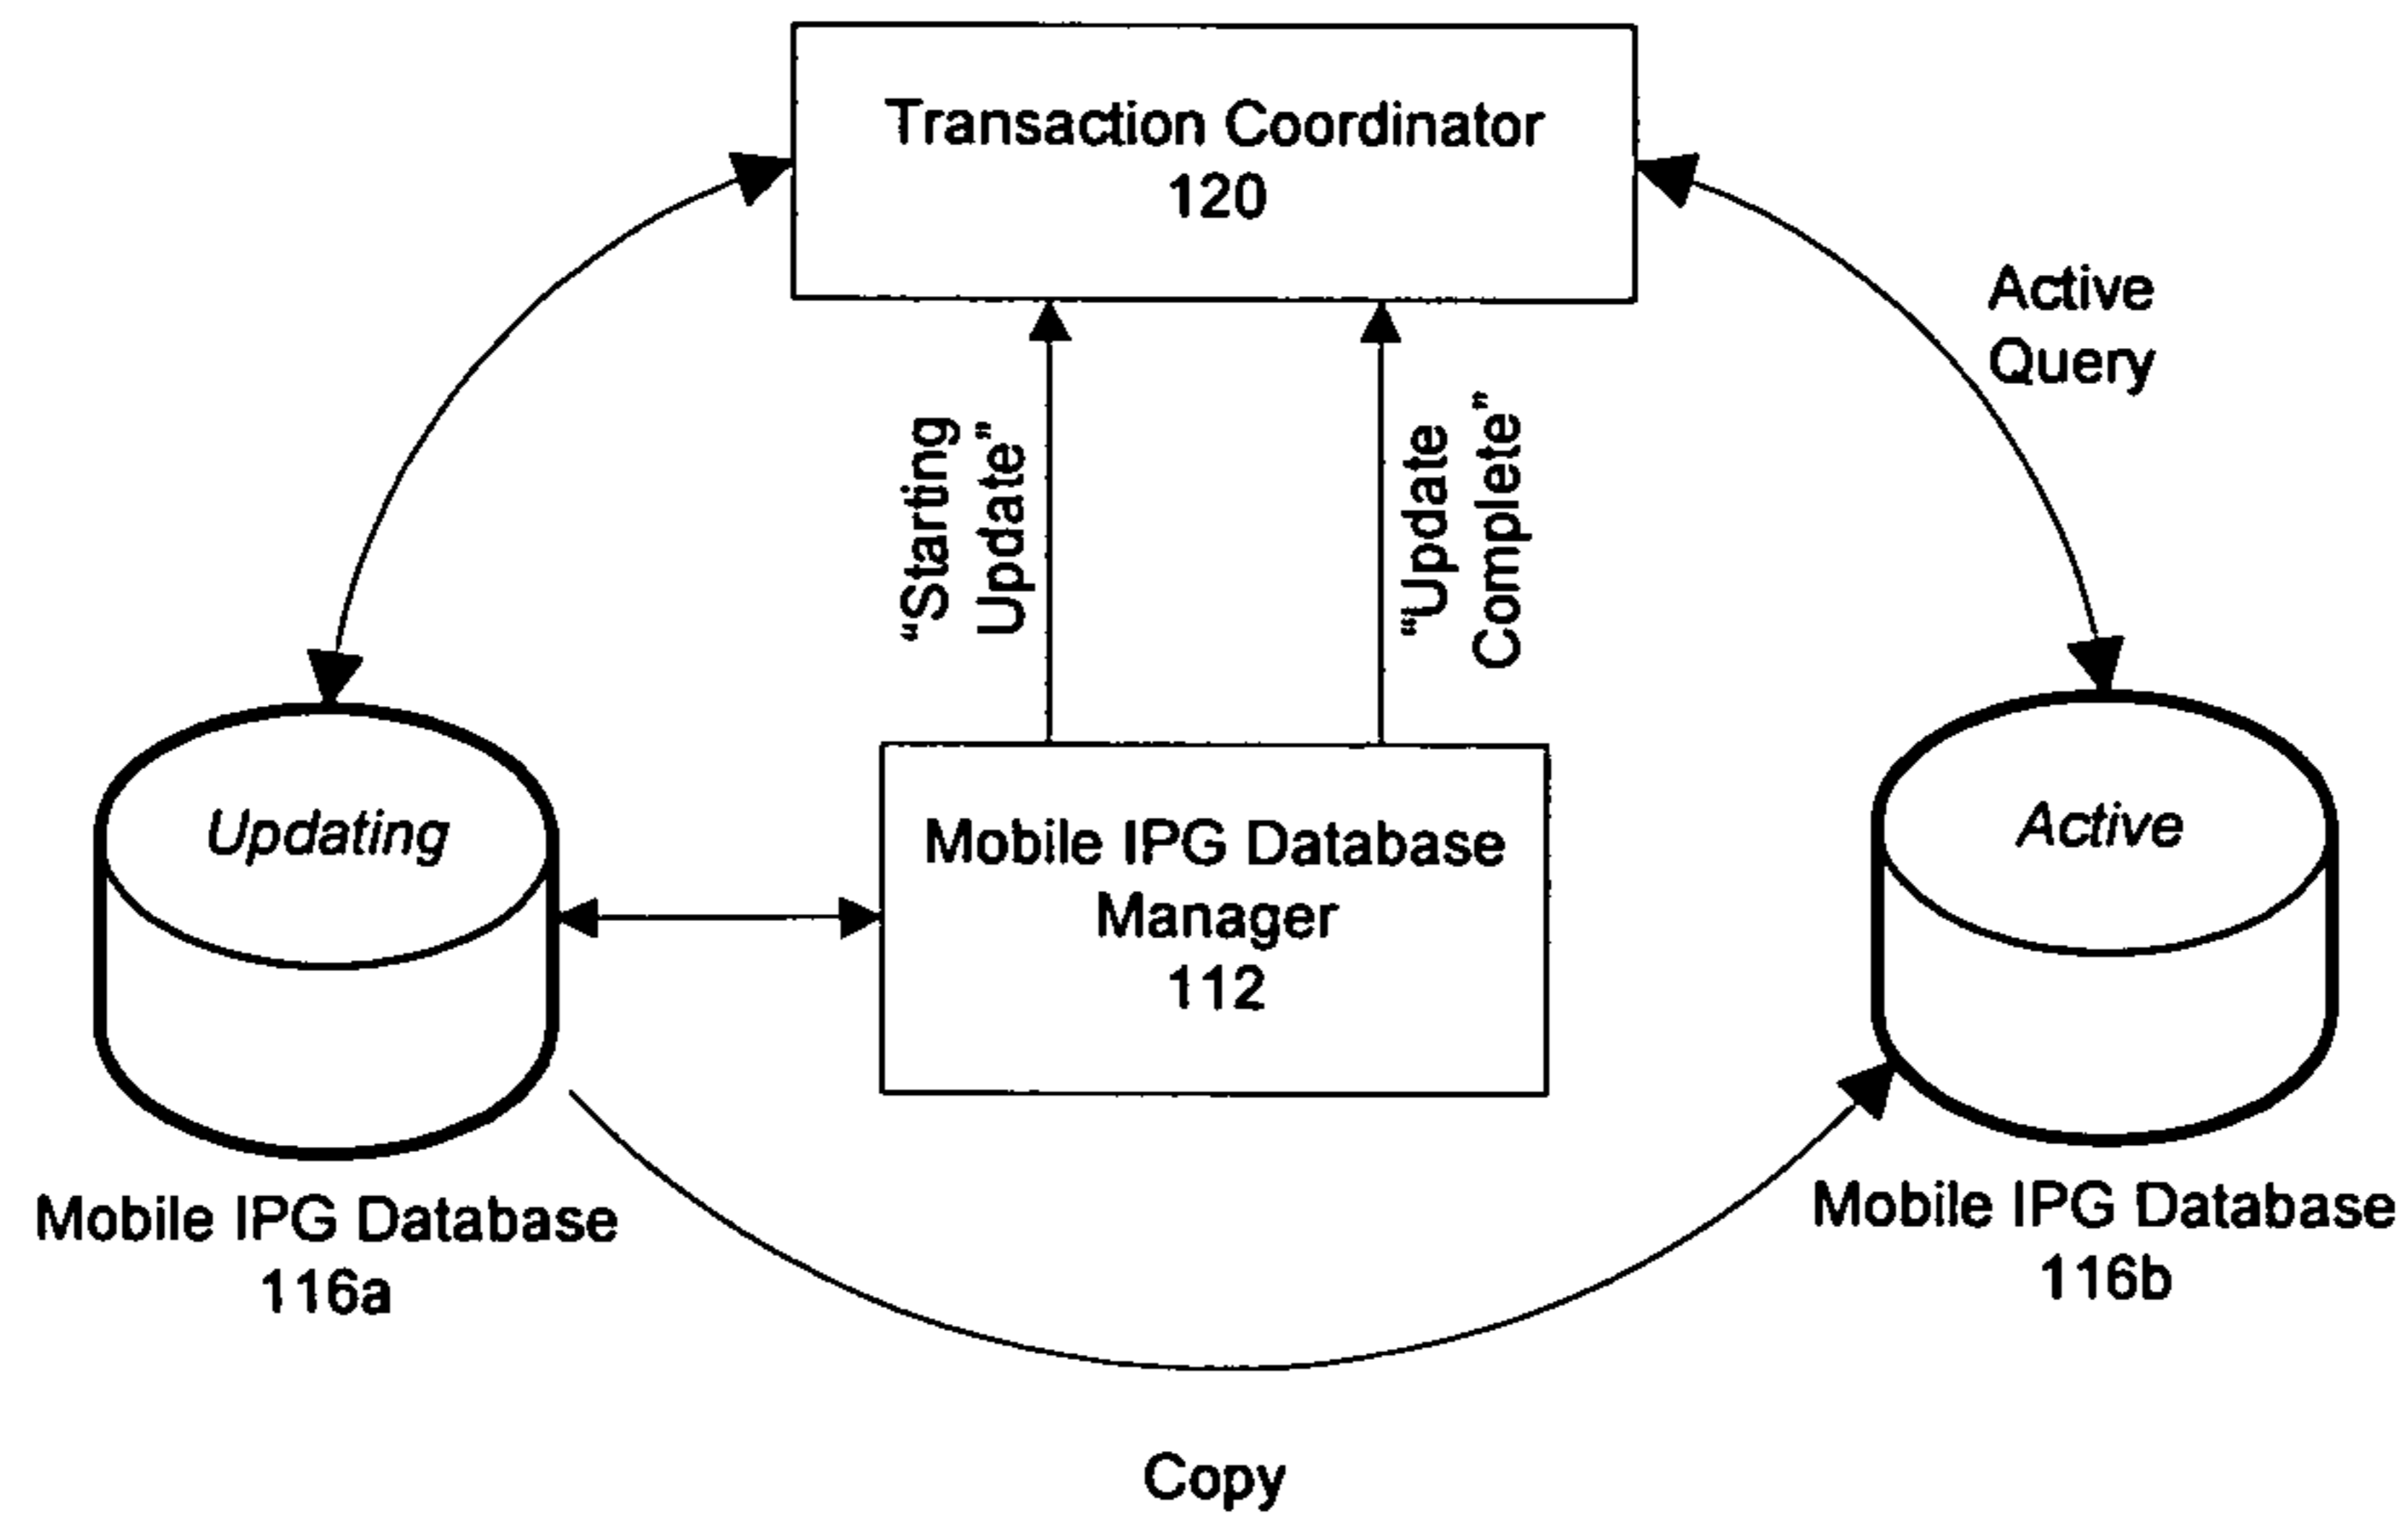 Transaction Coordinator
120
Active
Query
“Starting
Update”
“Update
Complete”
Updating
Mobile IPG Database
Manager
112
Active
Mobile IPG Database
116a
Mobile IPG Database
116b
Copy